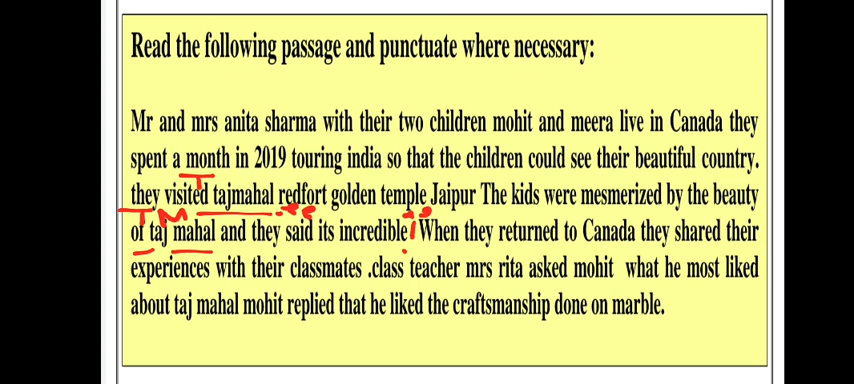 Read the following passage and punctuate where necessary:
Mr and mrs anita sharma with their two children mohit and meera live in Canada they
spent a month in 2019 touring india so that the children could see their beautiful country.
T
they visited tajmahal redfort golden temple Jaipur The kids were mesmerized by the beauty
T M
of taj mahal and they said its incredible When they returned to Canada they shared their
experiences with their classmates .class teacher mrs rita asked mohit what he most liked
about taj mahal mohit replied that he liked the craftsmanship done on marble.